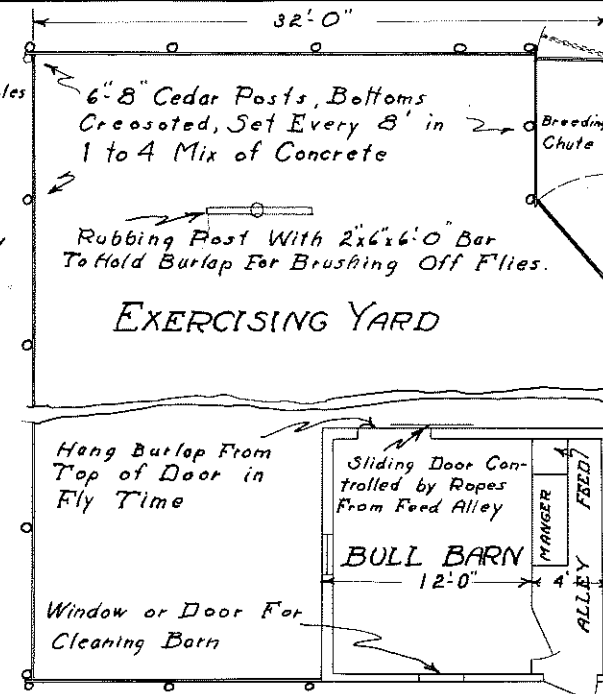 32'-0"
6"-8" Cedar Posts, Bottoms
Creosoted, Set Every 8' in
1 to 4 Mix of Concrete
Breeding
Chute
Rubbing Post With 2"x6"x6'-0" Bar
To Hold Burlap For Brushing Off Flies.
EXERCISING YARD
Hang Burlap From
Top of Door in
Fly Time
Sliding Door Con-
trolled by Ropes
From Feed Alley
MANGER
FEED
ALLEY
BULL BARN
12'-0"
4'
Window or Door For
Cleaning Barn